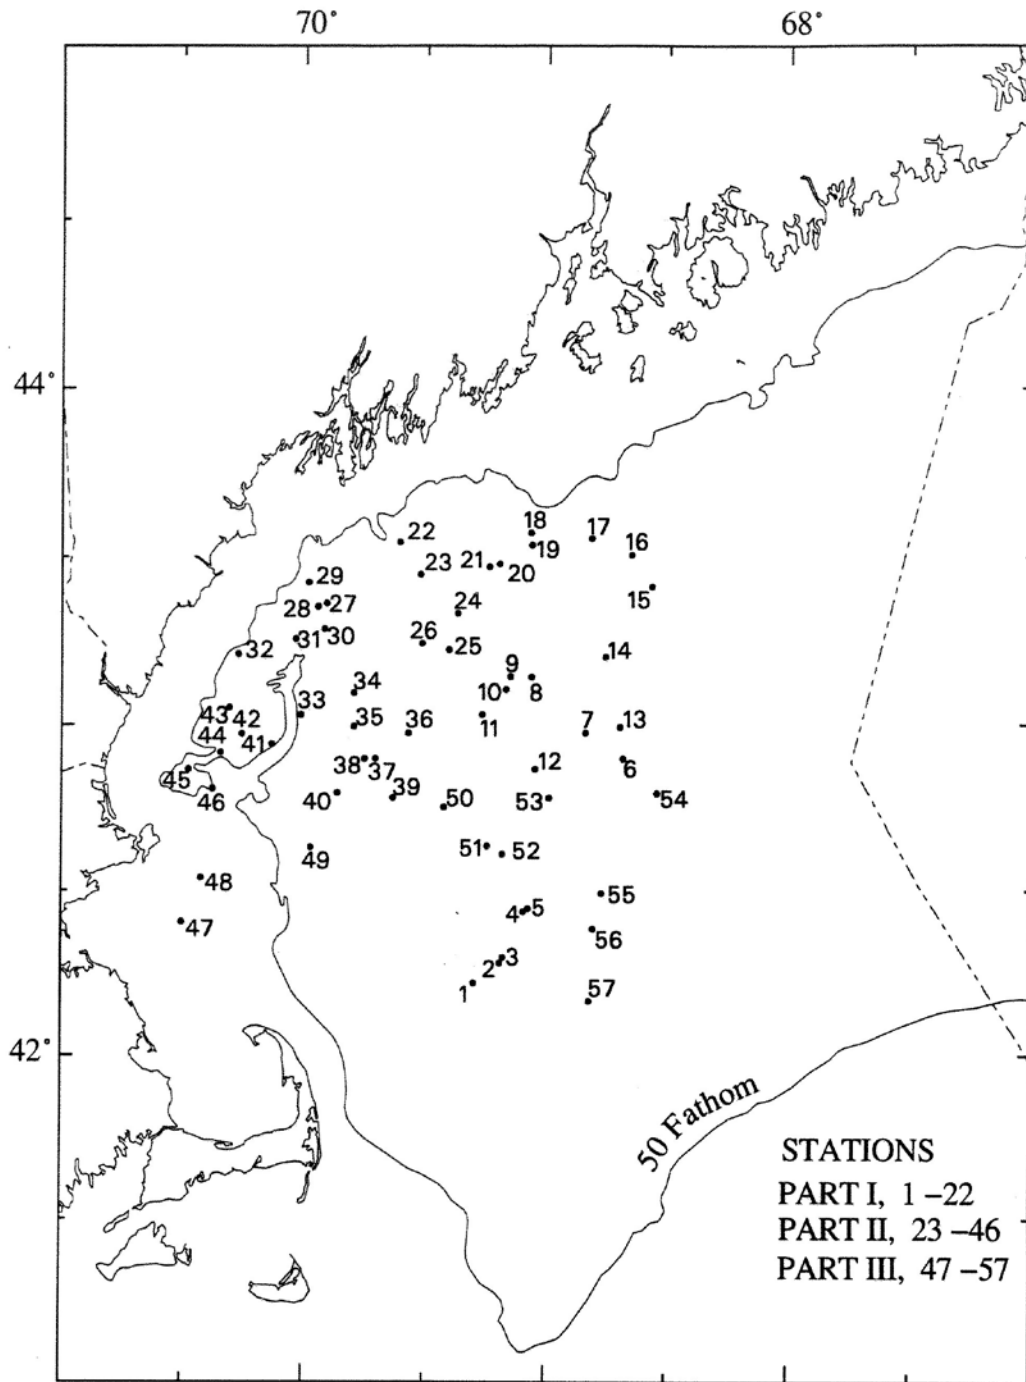 70° 68°
44°
18 17
22 19 16
21 20
23
29 15
28 27 24
31 30 26 25
32 14
9
34 10 8
33
43 42 35 36 11 7 13
44 41
45 38 37 12 6
46 40 39 50 53 54
49 51 52
48
47 4 5 55
56
2 3
1 57
42°
50 Fathom
STATIONS
PART I, 1 –22
PART II, 23 –46
PART III, 47 –57